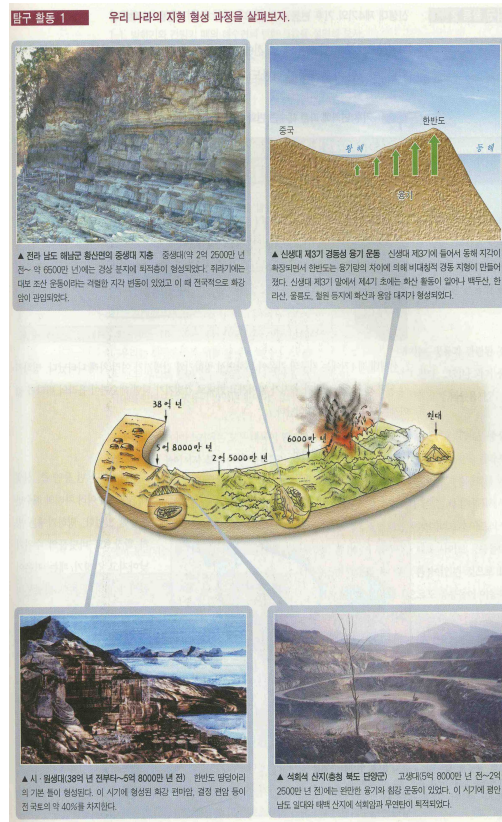 탐구 활동 1
우리 나라의 지형 형성 과정을 살펴보자.
▲ 전라 남도 해남군 황산면의 중생대 지층 중생대(약 2억 2500만 년
전~ 약 6500만 년)에는 경상 분지에 퇴적층이 형성되었다. 쥐라기에는
대보 조산 운동이라는 격렬한 지각 변동이 있었고 이 때 전국적으로 화강
암이 관입되었다.
중국
황해
한반도
동해
융기
▲ 신생대 제3기 경동성 융기 운동 신생대 제3기에 들어서 동해 지각이
확장되면서 한반도는 융기량의 차이에 의해 비대칭적 경동 지형이 만들어
졌다. 신생대 제3기 말에서 제4기 초에는 화산 활동이 일어나 백두산, 한
라산, 울릉도, 철원 등지에 화산과 용암 대지가 형성되었다.
38억 년
5억 8000만 년
2억 5000만 년
6000만 년
현대
▲ 시·원생대(38억 년 전부터~5억 8000만 년 전) 한반도 땅덩어리
의 기본 틀이 형성된다. 이 시기에 형성된 화강 편마암, 결정 편암 등이
전 국토의 약 40%를 차지한다.
▲ 석회석 산지(충청 북도 단양군) 고생대(5억 8000만 년 전~2억
2500만 년 전)에는 완만한 융기와 침강 운동이 있었다. 이 시기에 평안
남도 일대와 태백 산지에 석회암과 무연탄이 퇴적되었다.